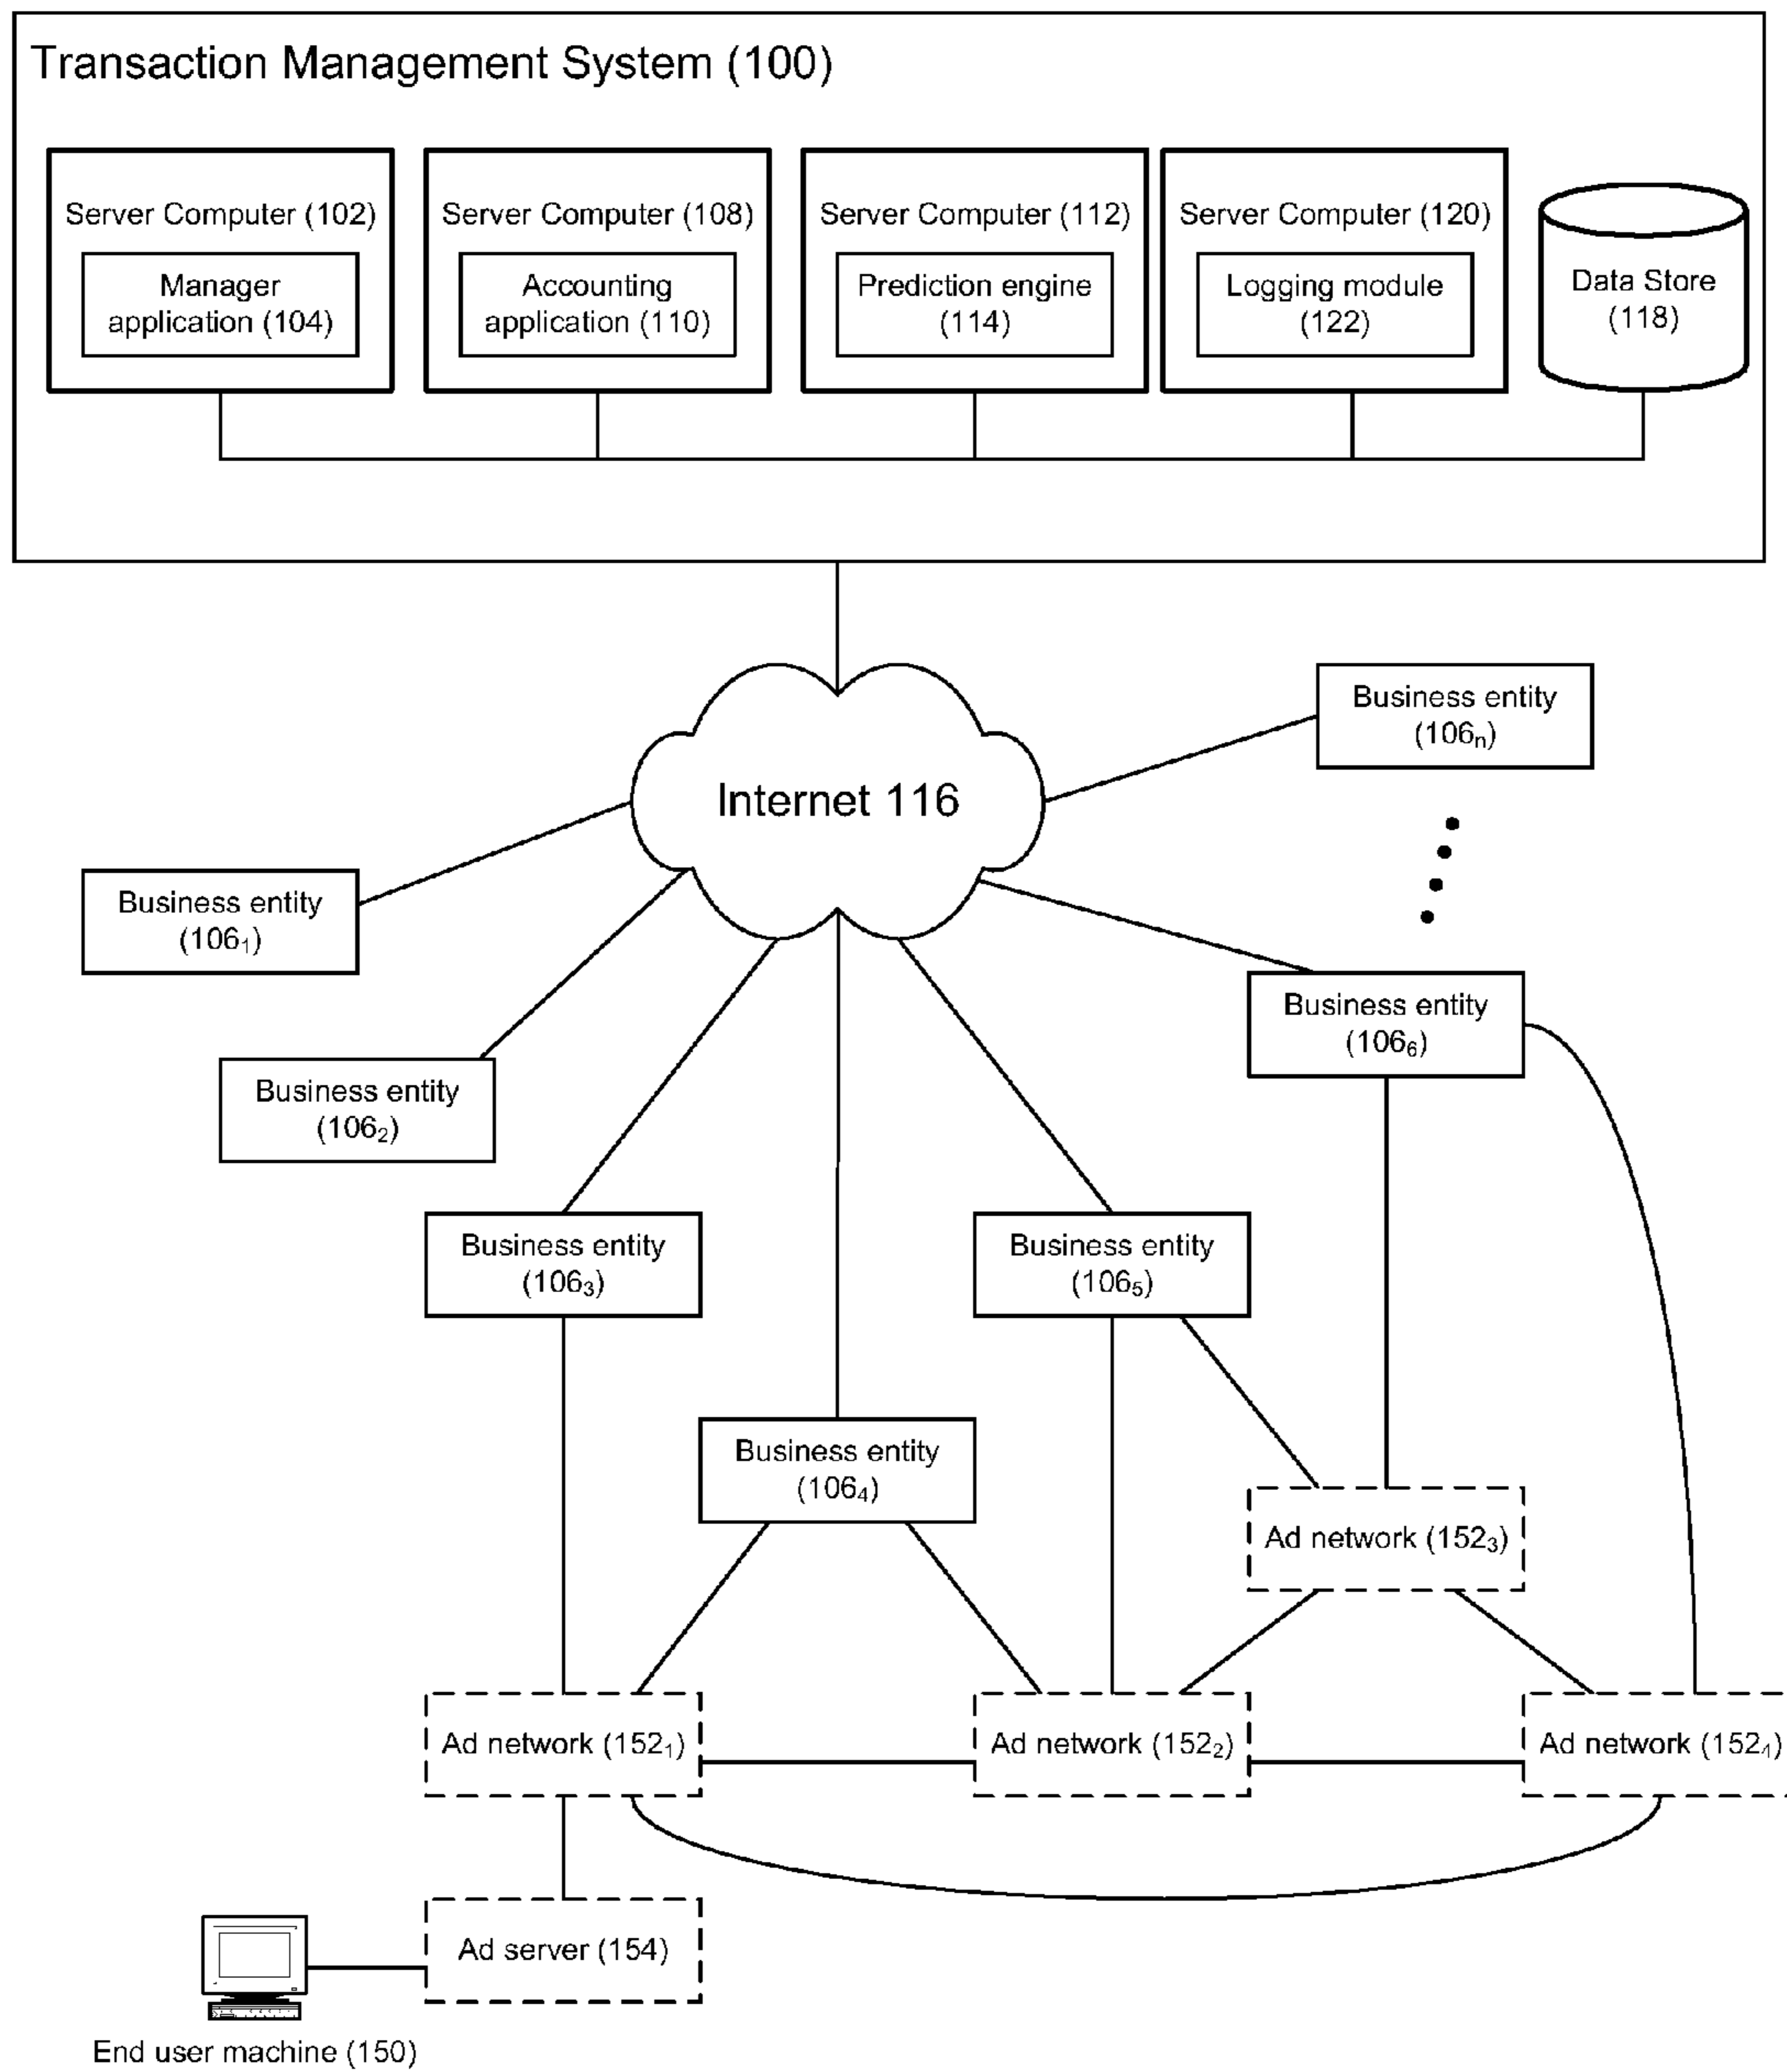 Transaction Management System (100)
Server Computer (102)
Manager
application (104)
Server Computer (108)
Accounting
application (110)
Server Computer (112)
Prediction engine
(114)
Server Computer (120)
Logging module
(122)
Data Store
(118)
Internet 116
Business entity
(106ₙ)
Business entity
(106₁)
Business entity
(106₆)
Business entity
(106₂)
Business entity
(106₃)
Business entity
(106₅)
Business entity
(106₄)
Ad network (152₃)
Ad network (152₁)
Ad network (152₂)
Ad network (152₄)
Ad server (154)
End user machine (150)